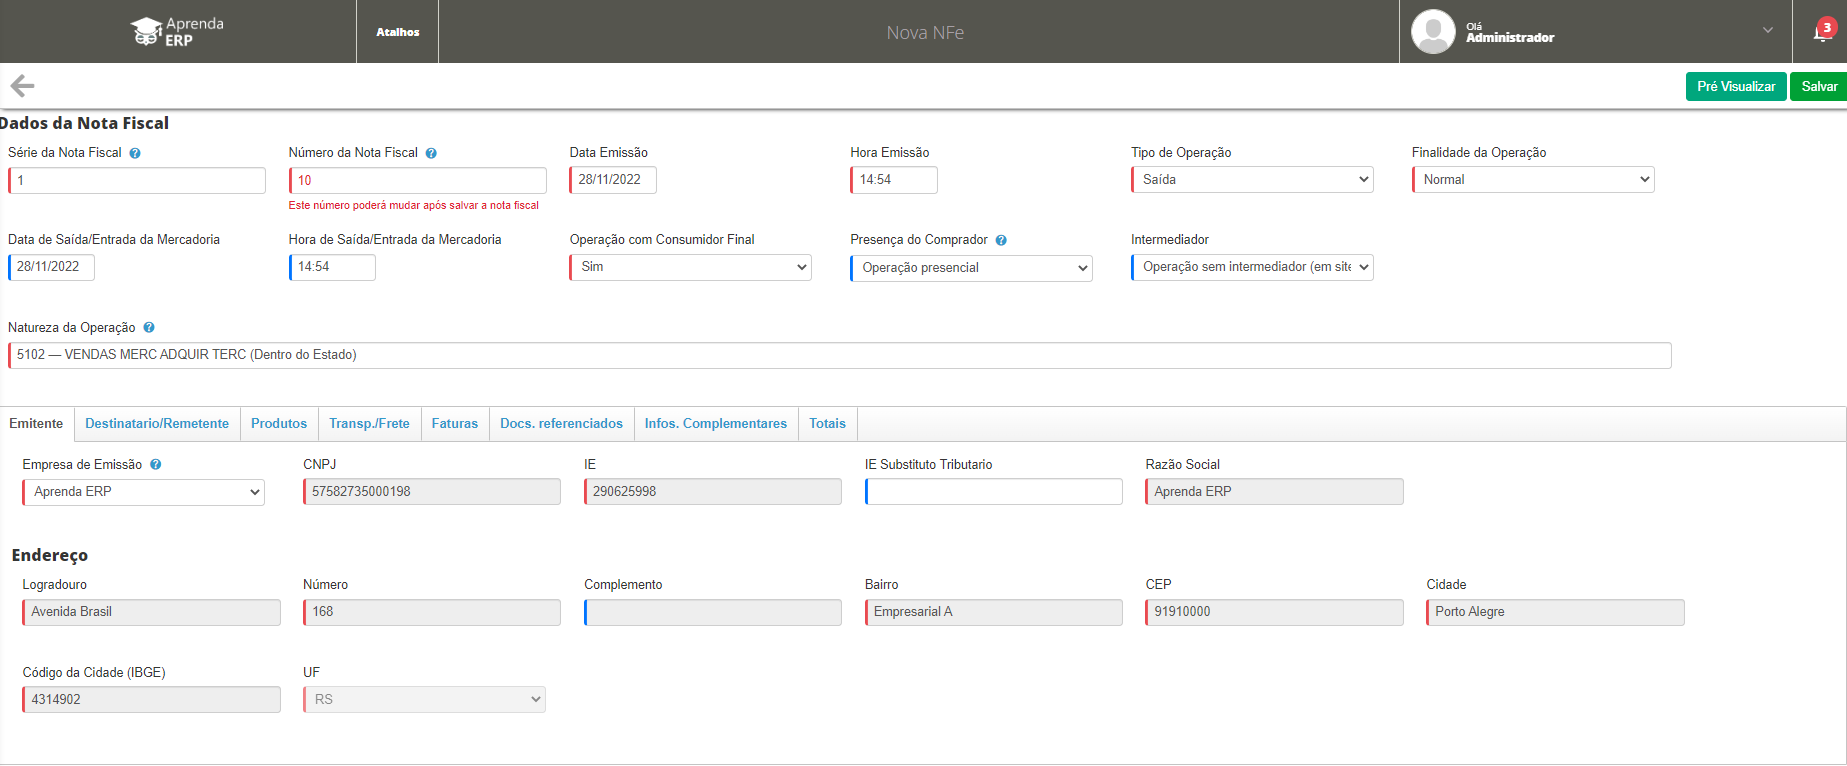 Aprenda
ERP
Atalhos
Nova NFe
Olá
Administrador
3
Pré Visualizar
Salvar
Dados da Nota Fiscal
Série da Nota Fiscal ?
Número da Nota Fiscal ?
Data Emissão
Hora Emissão
Tipo de Operação
Finalidade da Operação
1
10
28/11/2022
14:54
Saída
Normal
Este número poderá mudar após salvar a nota fiscal
Data de Saída/Entrada da Mercadoria
Hora de Saída/Entrada da Mercadoria
Operação com Consumidor Final
Presença do Comprador ?
Intermediador
28/11/2022
14:54
Sim
Operação presencial
Operação sem intermediador (em site
Natureza da Operação ?
5102 — VENDAS MERC ADQUIR TERC (Dentro do Estado)
Emitente
Destinatario/Remetente
Produtos
Transp./Frete
Faturas
Docs. referenciados
Infos. Complementares
Totais
Empresa de Emissão ?
CNPJ
IE
IE Substituto Tributario
Razão Social
Aprenda ERP
57582735000198
290625998
Aprenda ERP
Endereço
Logradouro
Número
Complemento
Bairro
CEP
Cidade
Avenida Brasil
168
Empresarial A
91910000
Porto Alegre
Código da Cidade (IBGE)
UF
4314902
RS